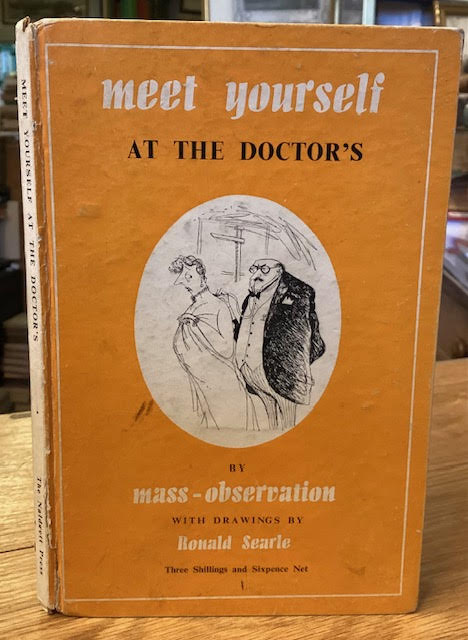 meet yourself
AT THE DOCTOR'S
BY
mass-observation
WITH DRAWINGS BY
Ronald Searle
Three Shillings and Sixpence Net
MEET YOURSELF AT THE DOCTOR'S
The Naldrett Press